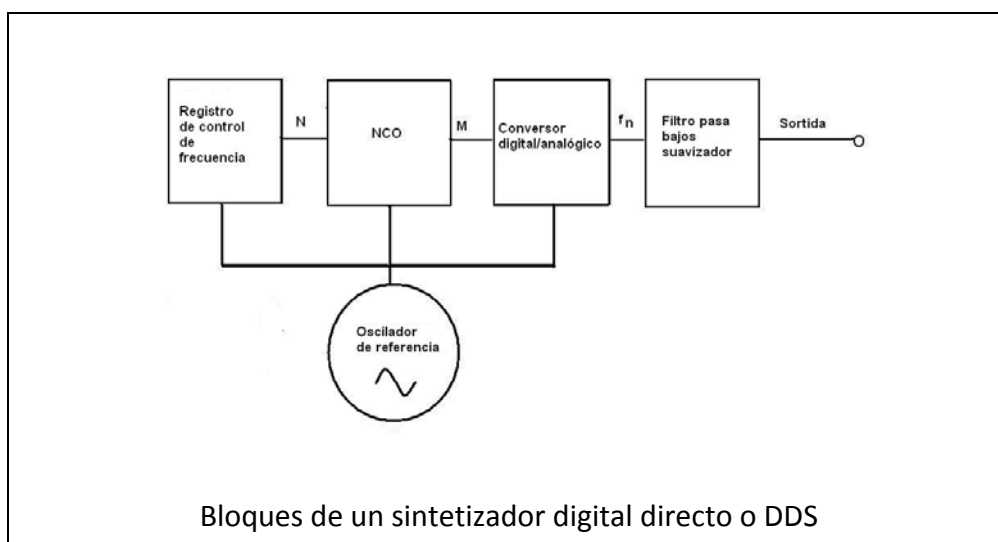 Registro
de control
de
frecuencia
N
NCO
M
Conversor
digital/analógico
fn
Filtro pasa
bajos
suavizador
Sortida
Oscilador
de referencia
Bloques de un sintetizador digital directo o DDS